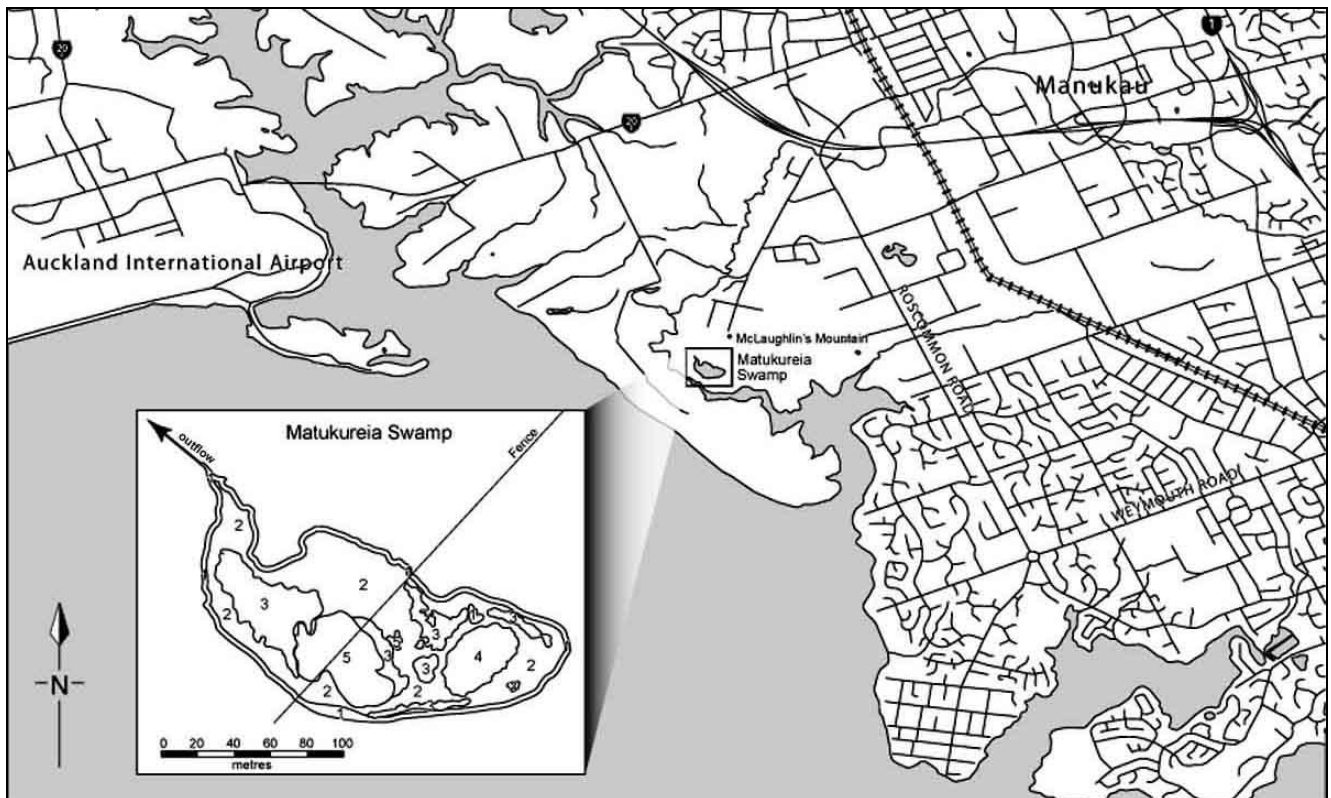 20
1
Manukau
20
Auckland International Airport
McLaughlin's Mountain
Matukureia
Swamp
ROSCOMMON ROAD
WEYMOUTH ROAD
Matukureia Swamp
outflow
Fence
2
2
3
2
1
3
3
5
3
3
4
2
2
2
1
N
0 20 40 60 80 100
metres